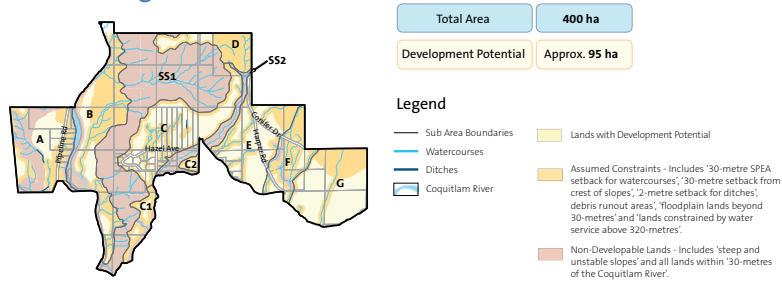 Total Area
400 ha
Development Potential
Approx. 95 ha
Legend
Sub Area Boundaries
Watercourses
Ditches
Coquitlam River
Lands with Development Potential
Assumed Constraints - Includes ‘30-metre SPEA
setback for watercourses’, ‘30-metre setback from
crest of slopes’, ‘2-metre setback for ditches’,
debris runout areas’, ‘floodplain lands beyond
30-metres’ and ‘lands constrained by water
service above 320-metres’.
Non-Developable Lands - Includes ‘steep and
unstable slopes’ and all lands within ‘30-metres
of the Coquitlam River’.
D
SS2
SS1
B
A
Pipeline Rd
C
Conifer Dr
Harper Rd
Hazel Ave
E
C2
F
G
C1